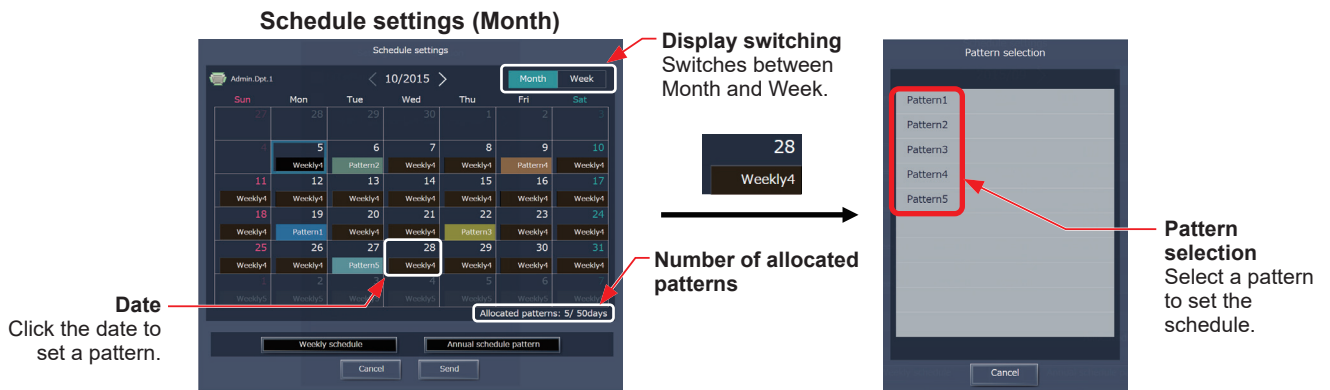 Schedule settings (Month)
Schedule settings
Admin.Dpt.1
10/2015
Month Week
Sun Mon Tue Wed Thu Fri Sat
27 28 29 30 1 2 3
4 5 6 7 8 9 10
Weekly4 Pattern2 Weekly4 Weekly4 Pattern4 Weekly4
11 12 13 14 15 16 17
Weekly4 Weekly4 Weekly4 Weekly4 Weekly4 Weekly4 Weekly4
18 19 20 21 22 23 24
Weekly4 Pattern1 Weekly4 Weekly4 Pattern3 Weekly4 Weekly4
25 26 27 28 29 30 31
Weekly4 Weekly4 Pattern5 Weekly4 Weekly4 Weekly4 Weekly4
1 2 3 4 5 6 7
Weekly5 Weekly5 Weekly5 Weekly5 Weekly5 Weekly5 Weekly5
Allocated patterns: 5/ 50days
Weekly schedule
Annual schedule pattern
Cancel
Send
Date
Click the date to
set a pattern.
Display switching
Switches between
Month and Week.
28
Weekly4
Number of allocated
patterns
Pattern selection
Pattern1
Pattern2
Pattern3
Pattern4
Pattern5
Cancel
Pattern
selection
Select a pattern
to set the
schedule.